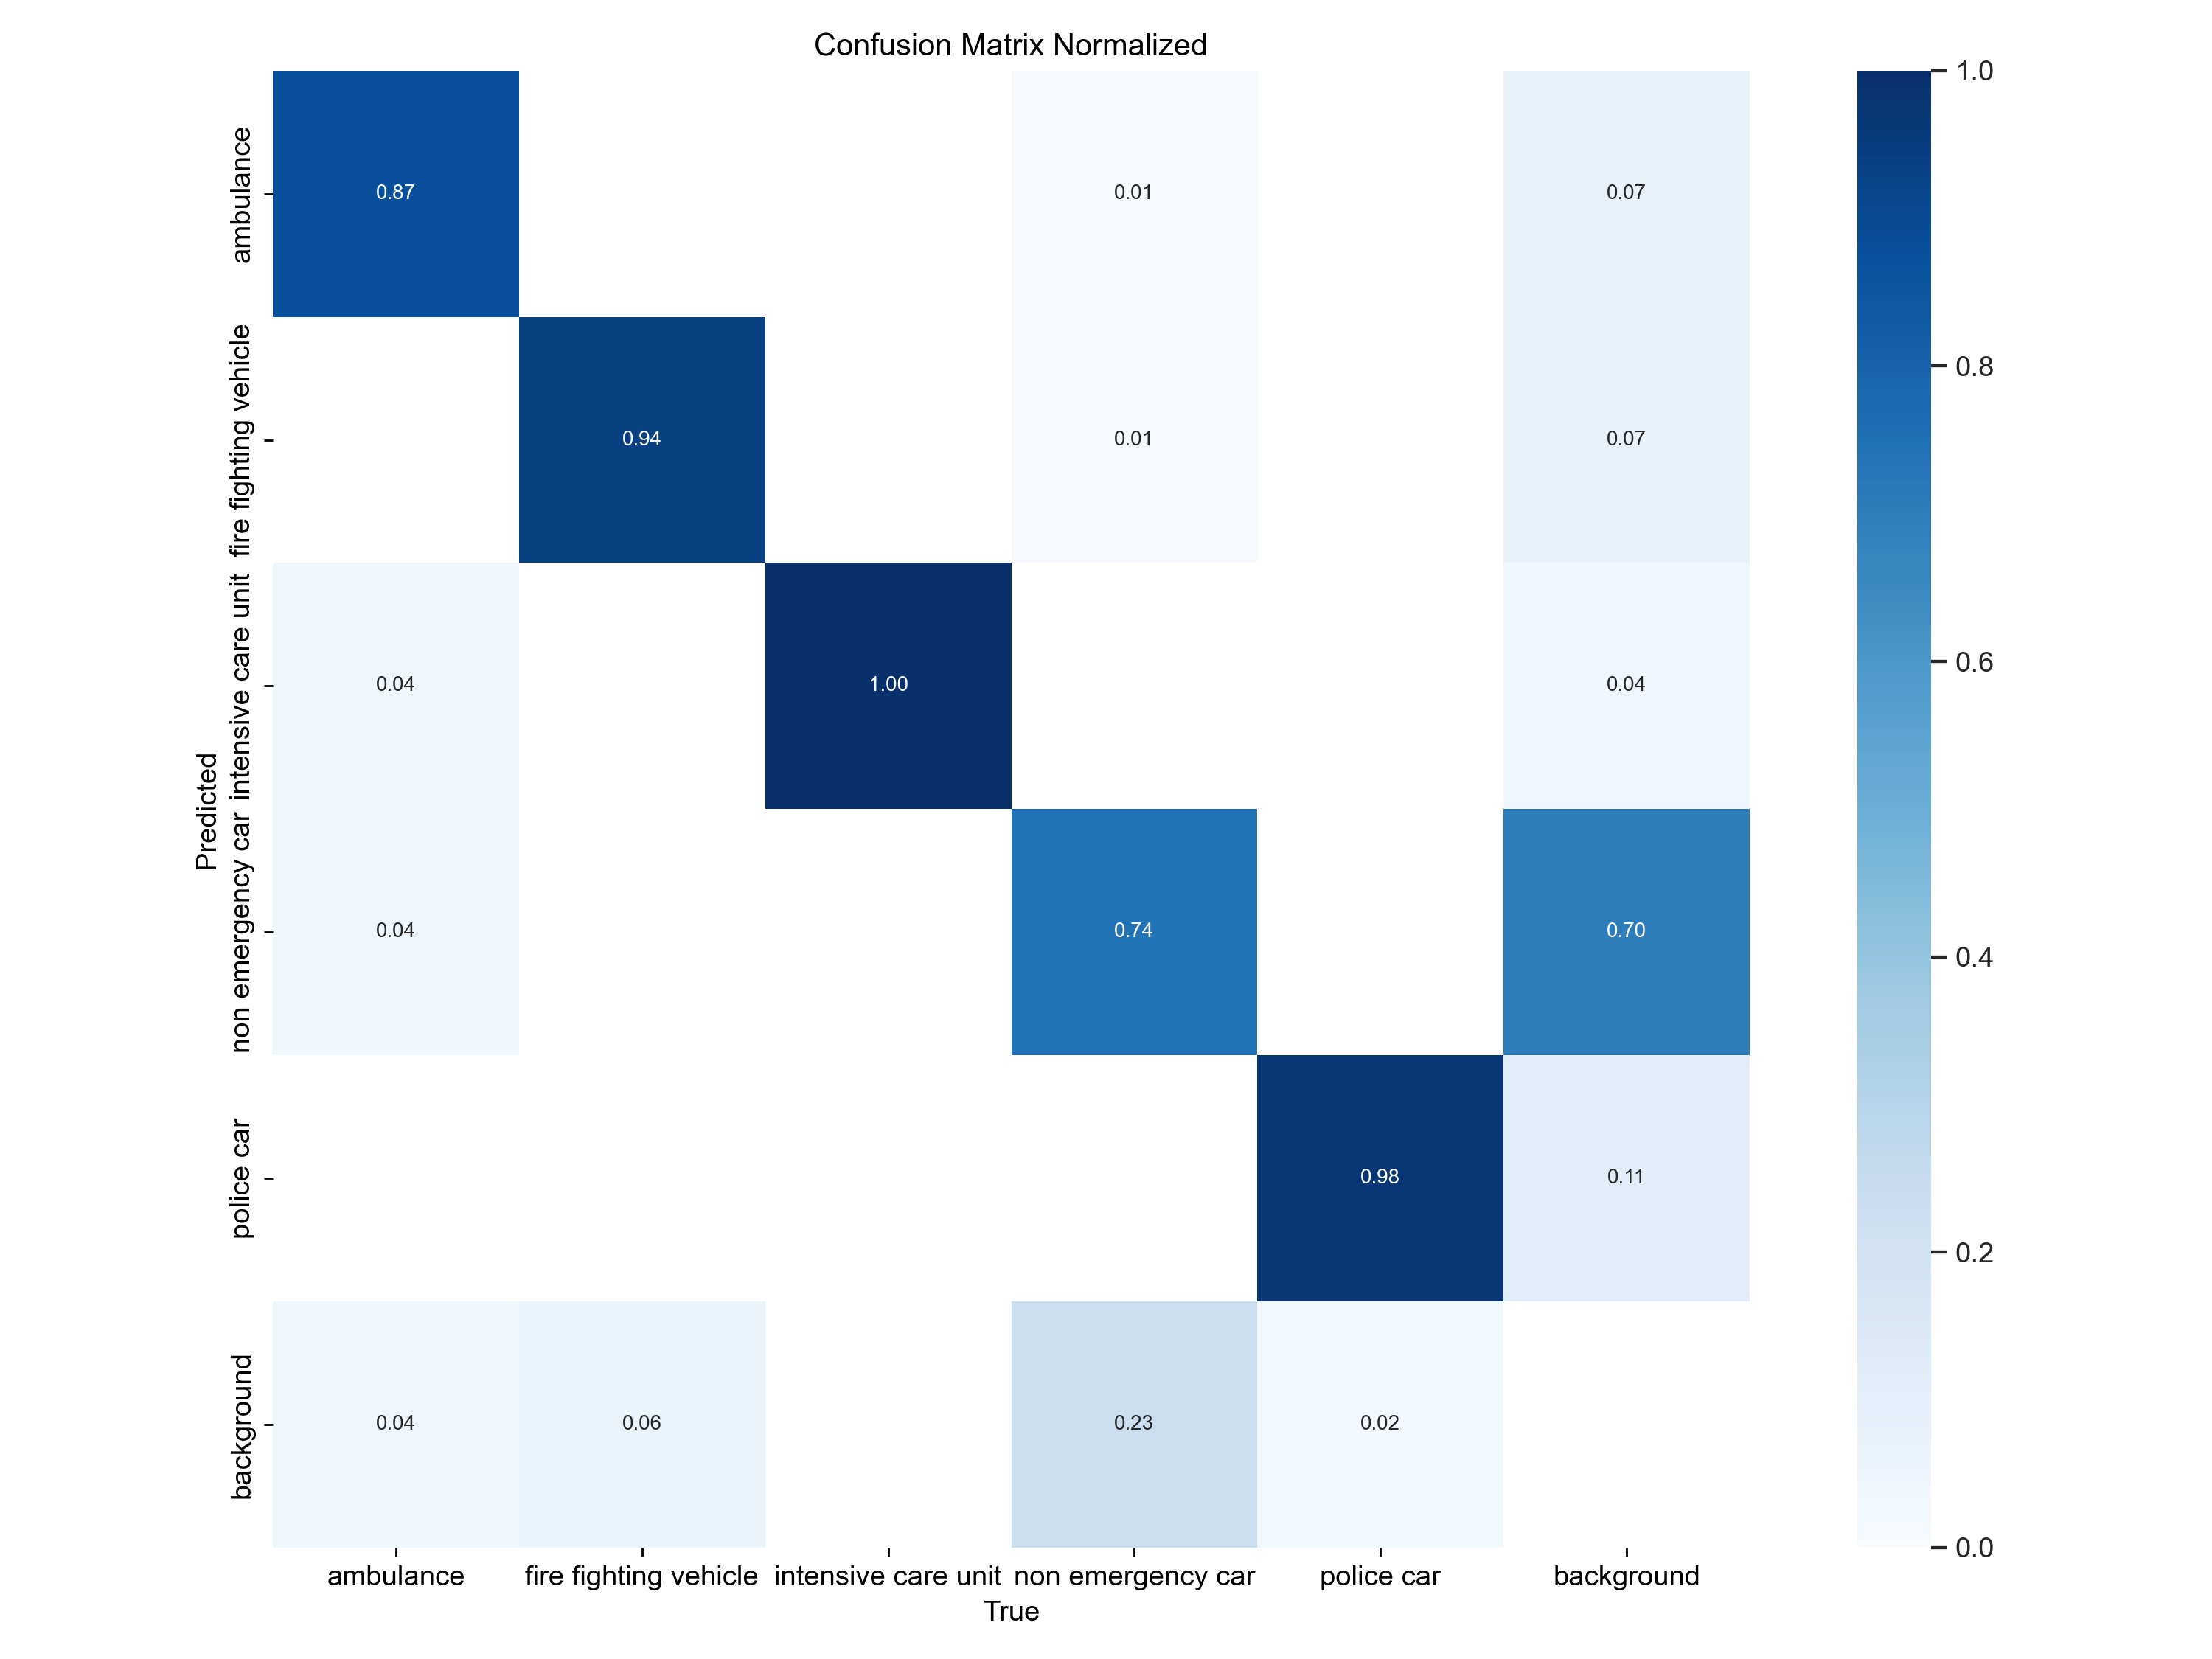 Confusion Matrix Normalized
1.0
ambulance
0.87
0.01
0.07
0.8
fire fighting vehicle
0.94
0.01
0.07
0.6
intensive care unit
0.04
1.00
0.04
Predicted
non emergency car
0.04
0.74
0.70
0.4
police car
0.98
0.11
0.2
background
0.04
0.06
0.23
0.02
0.0
ambulance
fire fighting vehicle
intensive care unit
non emergency car
police car
background
True